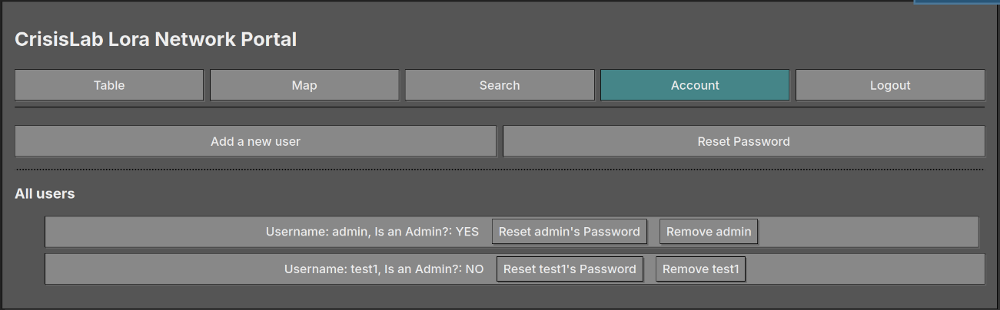 CrisisLab Lora Network Portal
Table Map Search Account Logout
Add a new user Reset Password
All users
Username: admin, Is an Admin?: YES Reset admin's Password Remove admin
Username: test1, Is an Admin?: NO Reset test1's Password Remove test1